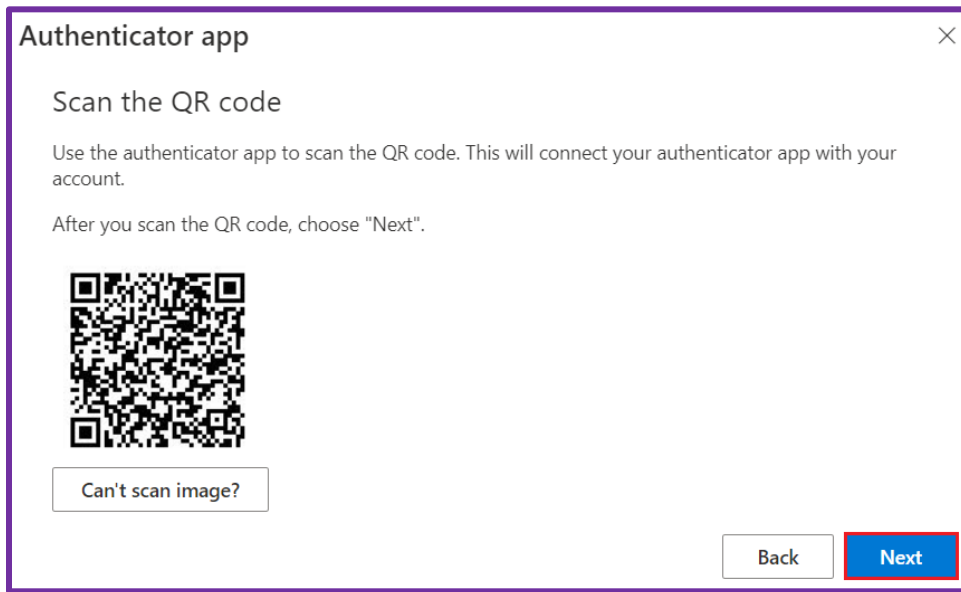 Authenticator app
Scan the QR code
Use the authenticator app to scan the QR code. This will connect your authenticator app with your
account.
After you scan the QR code, choose "Next".
Can't scan image?
Back
Next